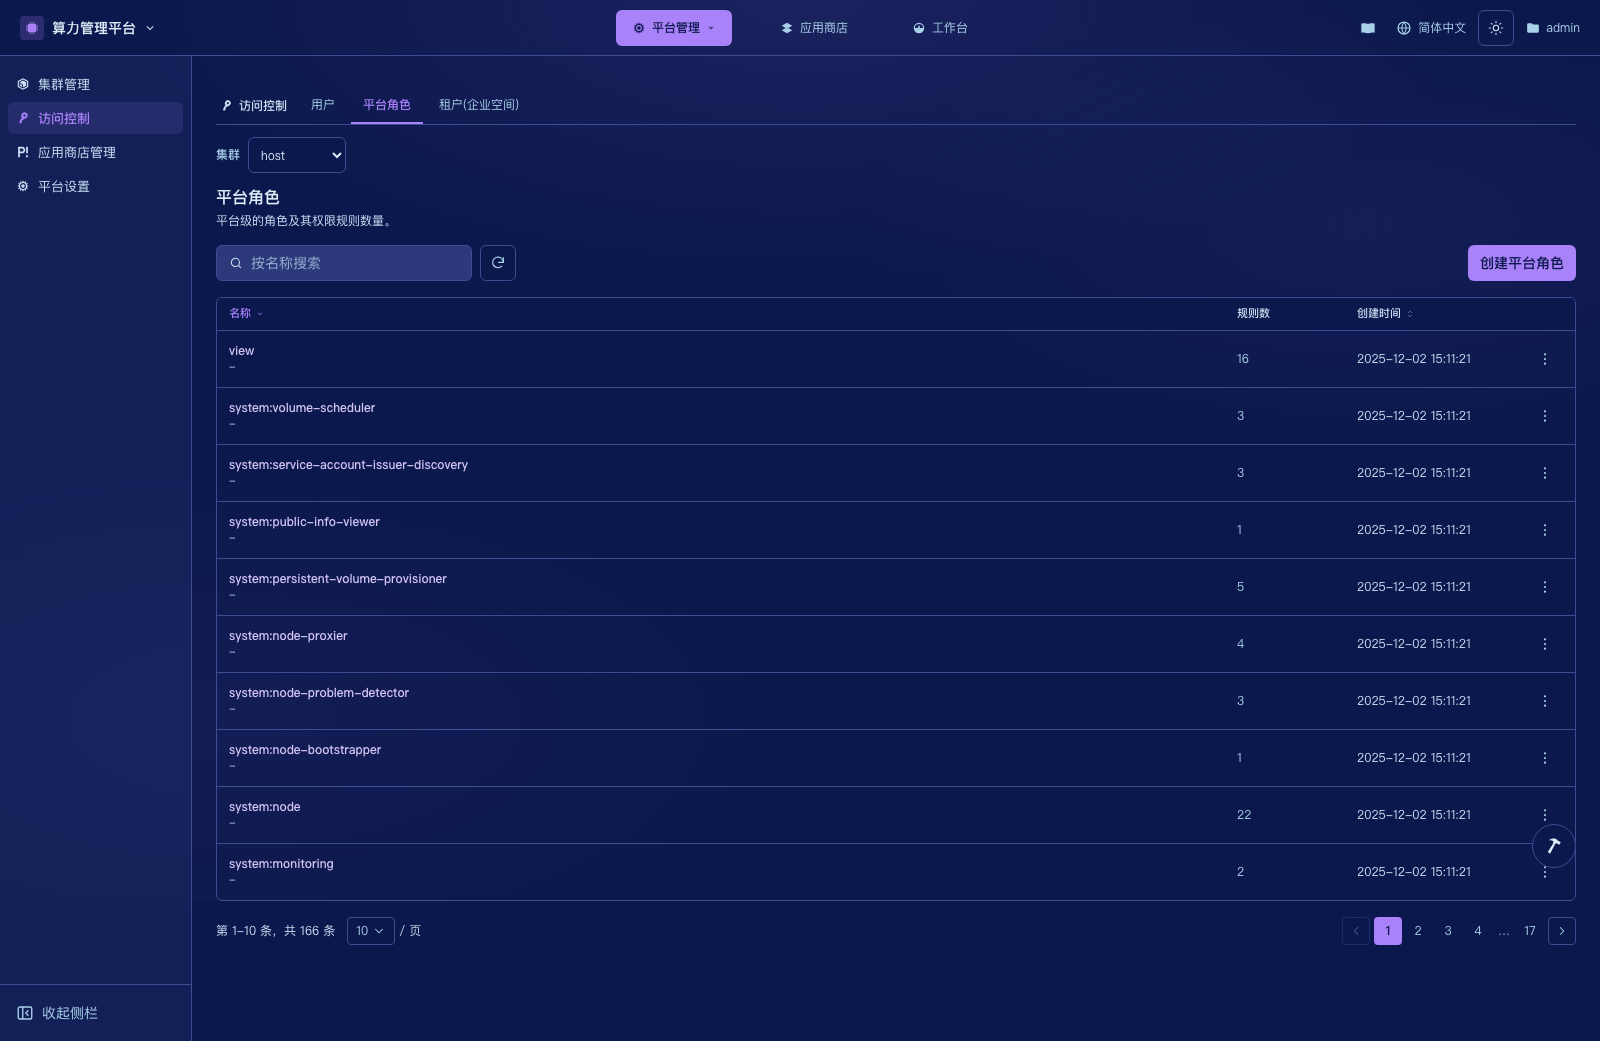 算力管理平台
平台管理
应用商店
工作台
简体中文
admin
集群管理
访问控制
应用商店管理
平台设置
收起侧栏
访问控制
用户
平台角色
租户(企业空间)
集群
host
平台角色
平台级的角色及其权限规则数量。
按名称搜索
创建平台角色
名称
规则数
创建时间
view
–
16
2025-12-02 15:11:21
system:volume-scheduler
–
3
2025-12-02 15:11:21
system:service-account-issuer-discovery
–
3
2025-12-02 15:11:21
system:public-info-viewer
–
1
2025-12-02 15:11:21
system:persistent-volume-provisioner
–
5
2025-12-02 15:11:21
system:node-proxier
–
4
2025-12-02 15:11:21
system:node-problem-detector
–
3
2025-12-02 15:11:21
system:node-bootstrapper
–
1
2025-12-02 15:11:21
system:node
–
22
2025-12-02 15:11:21
system:monitoring
–
2
2025-12-02 15:11:21
第 1-10 条，共 166 条
10
/ 页
1
2
3
4
...
17